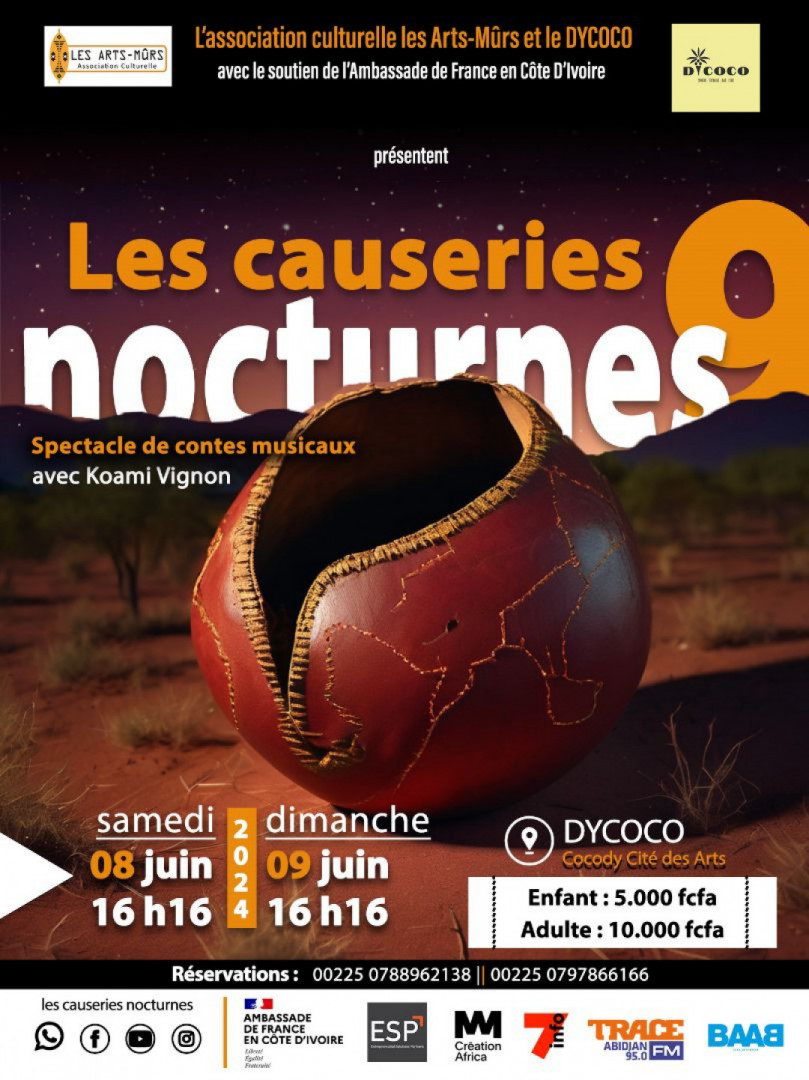 LES ARTS-MÛRS
Association Culturelle
L'association culturelle les Arts-Mûrs et le DYCOCO
avec le soutien de l'Ambassade de France en Côte D'Ivoire
DYCOCO
présentent
Les causeries 9
nocturnes
Spectacle de contes musicaux
avec Koami Vignon
samedi
08 juin
16 h16
2024
dimanche
09 juin
16 h16
DYCOCO
Cocody Cité des Arts
Enfant : 5.000 fcfa
Adulte : 10.000 fcfa
Réservations : 00225 0788962138 || 00225 0797866166
les causeries nocturnes
AMBASSADE
DE FRANCE
EN CÔTE D'IVOIRE
Liberté
Égalité
Fraternité
ESP
MM
Création
Africa
7info
TRACE
ABIDJAN
95.0 FM
BAAB